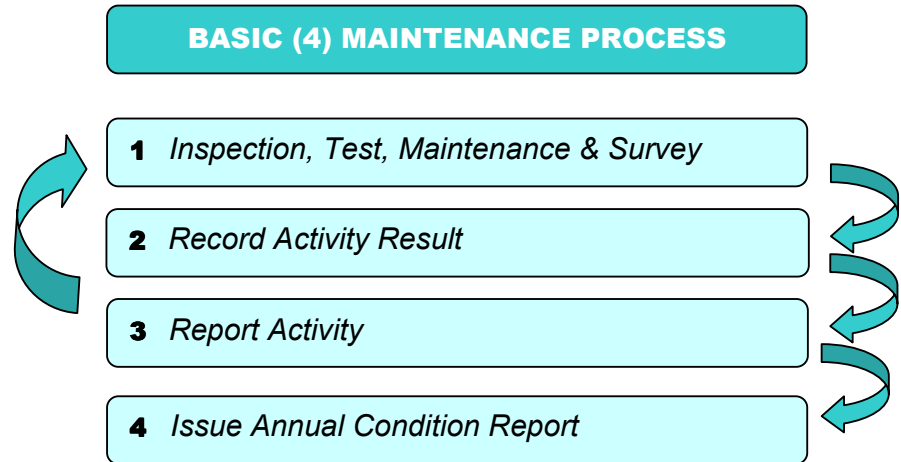 BASIC (4) MAINTENANCE PROCESS
1 Inspection, Test, Maintenance & Survey
2 Record Activity Result
3 Report Activity
4 Issue Annual Condition Report